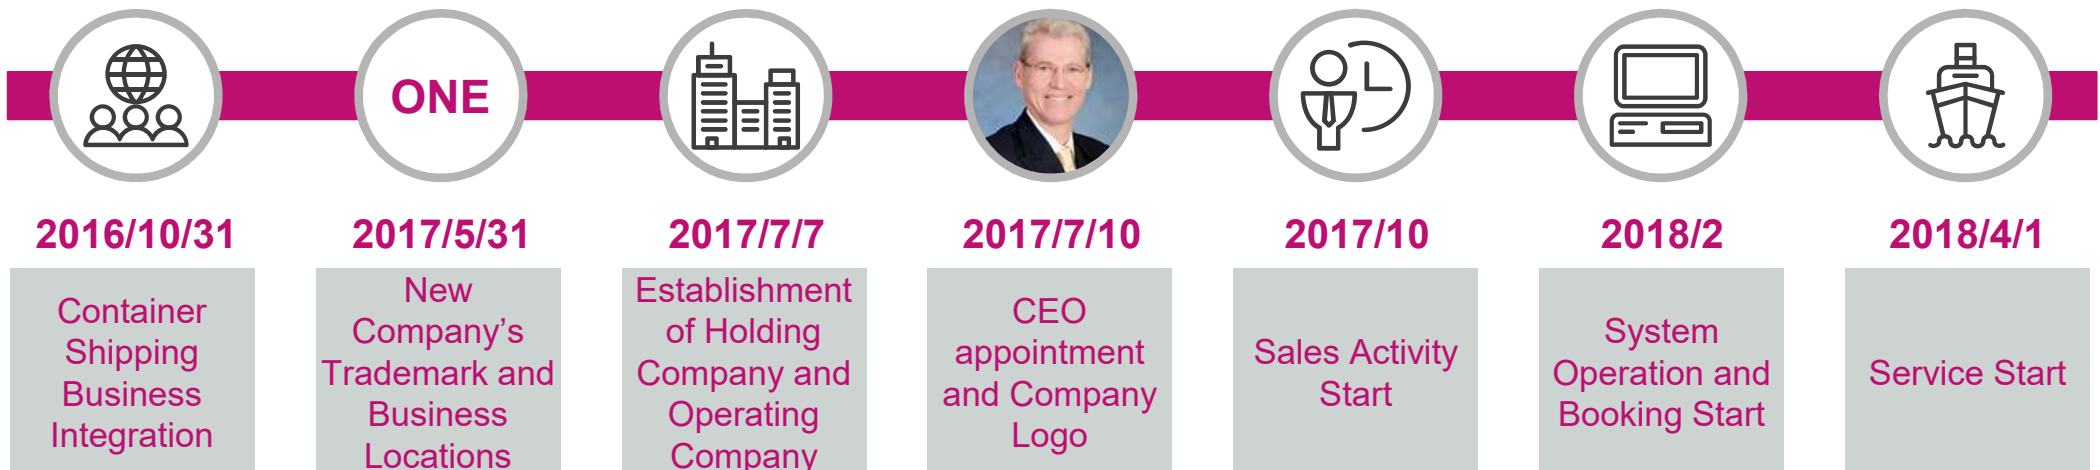 ONE
2016/10/31
Container
Shipping
Business
Integration
2017/5/31
New
Company’s
Trademark and
Business
Locations
2017/7/7
Establishment
of Holding
Company and
Operating
Company
2017/7/10
CEO
appointment
and Company
Logo
2017/10
Sales Activity
Start
2018/2
System
Operation and
Booking Start
2018/4/1
Service Start